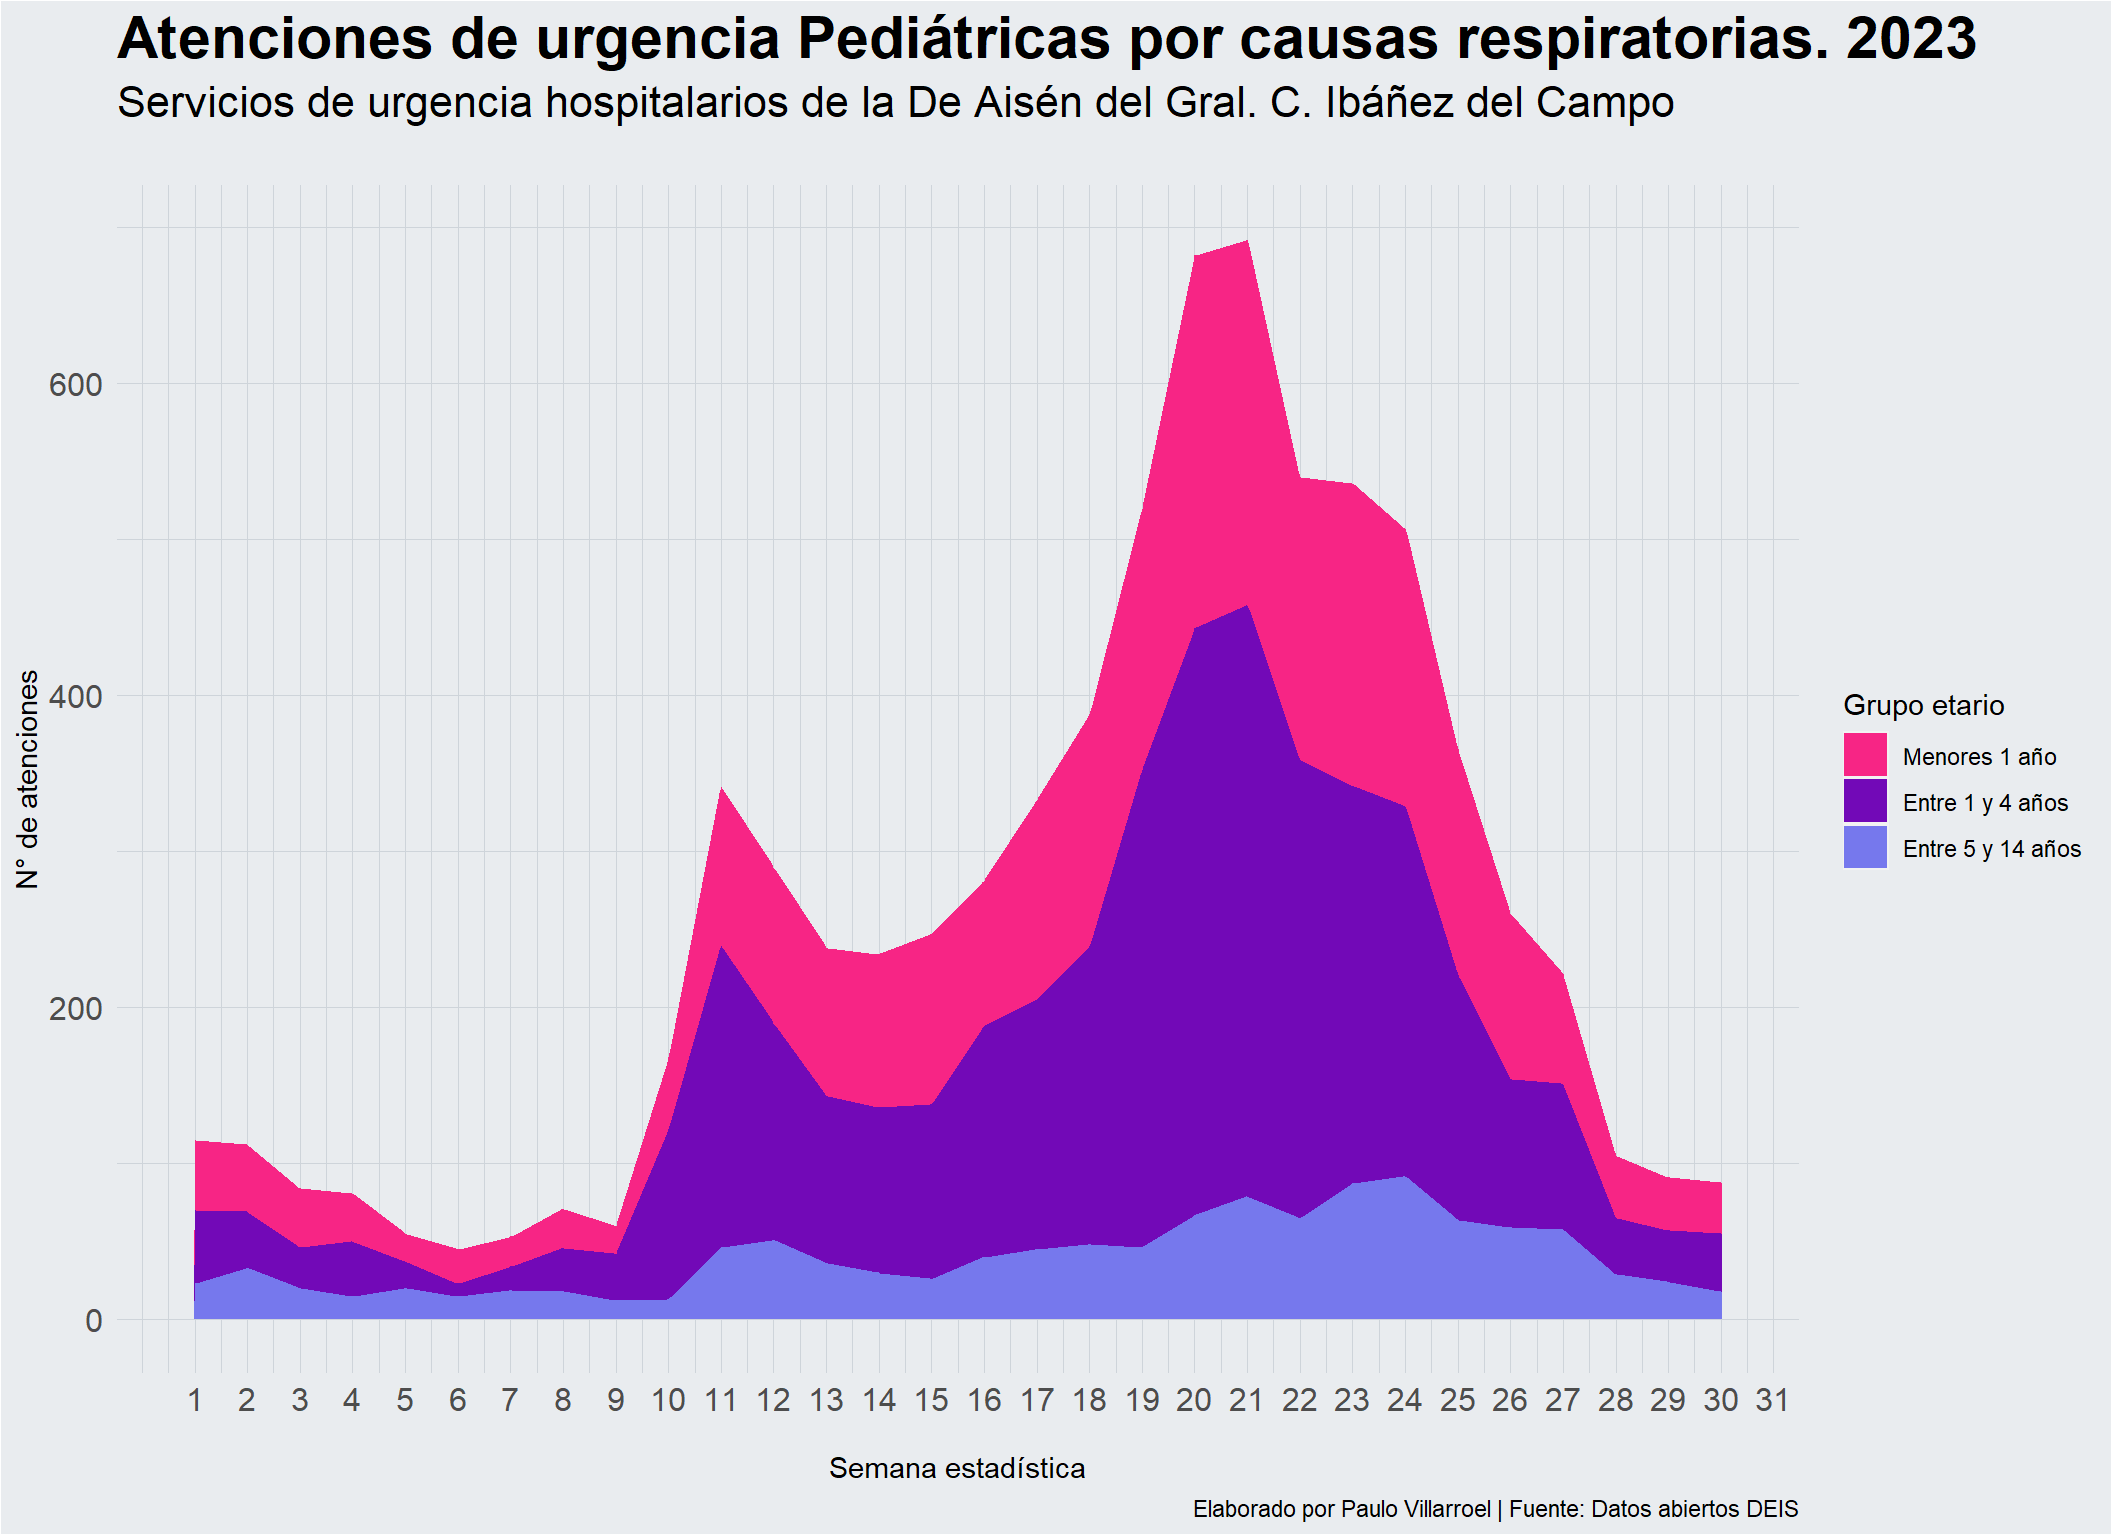 Atenciones de urgencia Pediátricas por causas respiratorias. 2023
Servicios de urgencia hospitalarios de la De Aisén del Gral. C. Ibáñez del Campo
600
400
200
0
N° de atenciones
1 2 3 4 5 6 7 8 9 10 11 12 13 14 15 16 17 18 19 20 21 22 23 24 25 26 27 28 29 30 31
Semana estadística
Grupo etario
Menores 1 año
Entre 1 y 4 años
Entre 5 y 14 años
Elaborado por Paulo Villarroel | Fuente: Datos abiertos DEIS